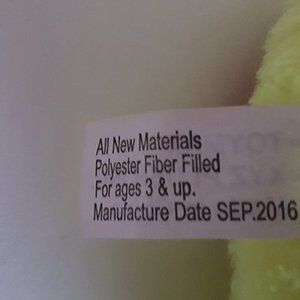 All New Materials
Polyester Fiber Filled
For ages 3 & up.
Manufacture Date SEP.2016